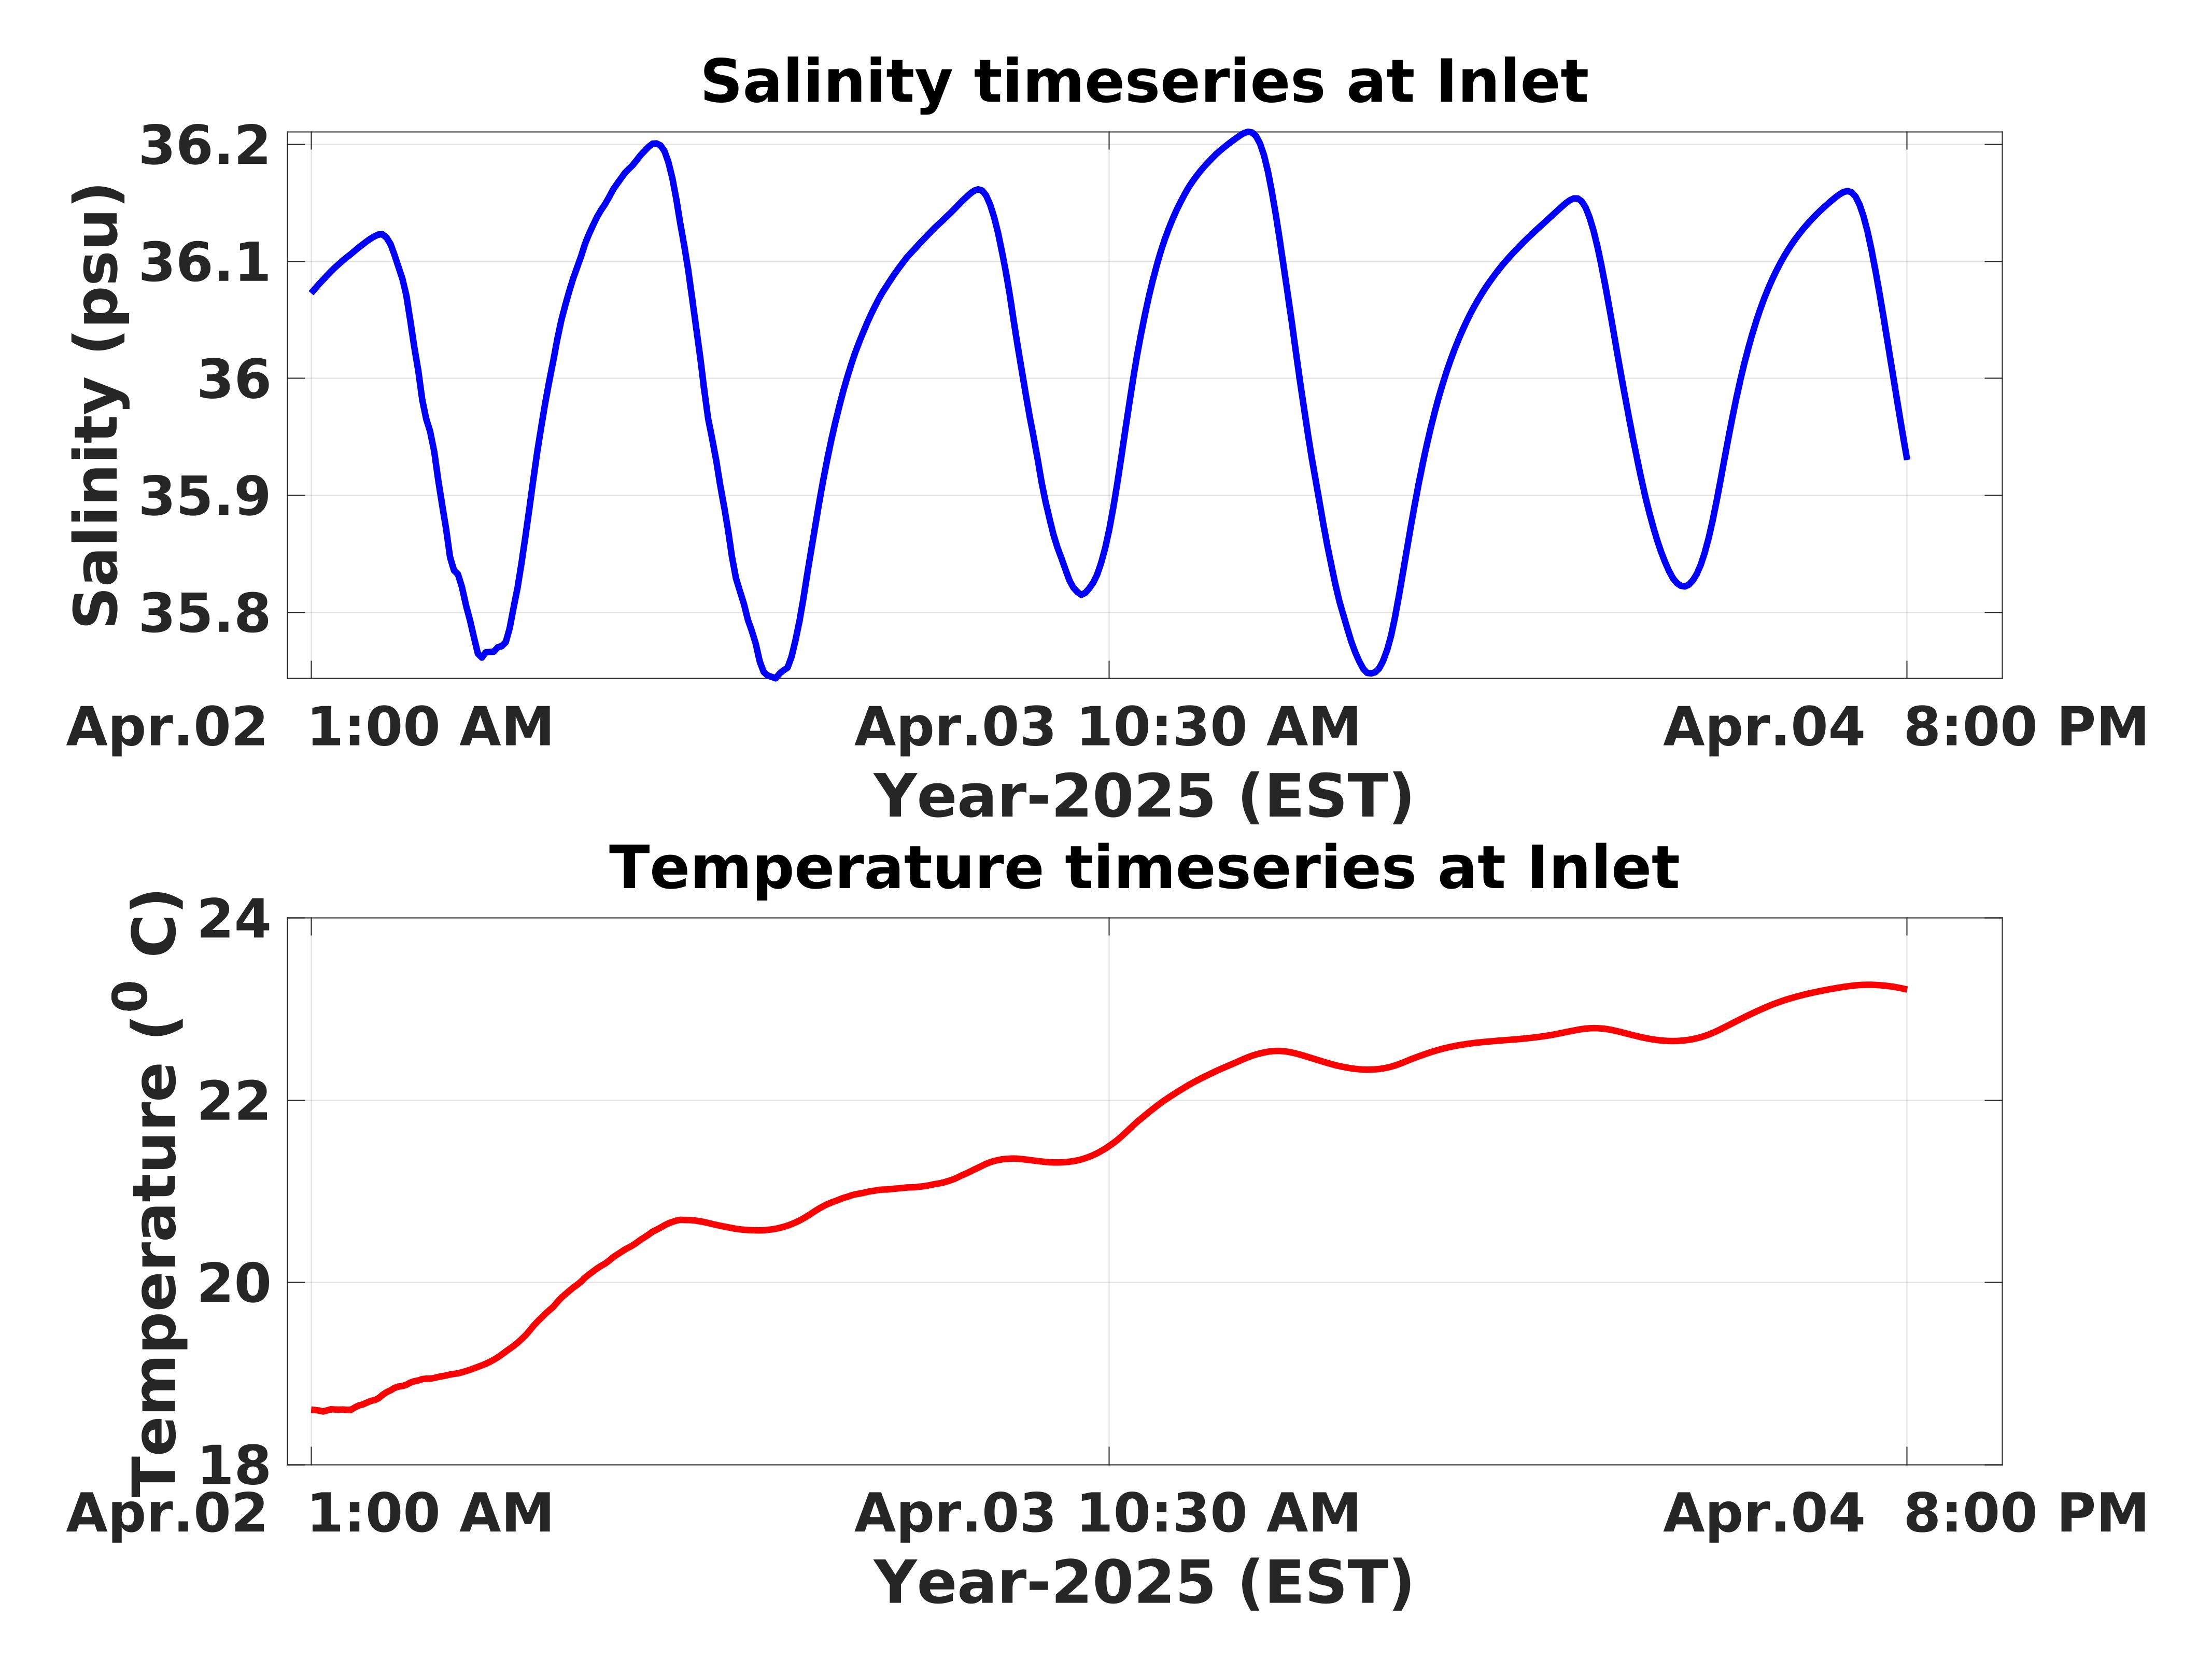 Salinity timeseries at Inlet
Salinity (psu)
36.2
36.1
36
35.9
35.8
Apr.02  1:00 AM
Apr.03 10:30 AM
Apr.04  8:00 PM
Year-2025 (EST)
Temperature timeseries at Inlet
Temperature (⁰ C)
24
22
20
18
Apr.02  1:00 AM
Apr.03 10:30 AM
Apr.04  8:00 PM
Year-2025 (EST)